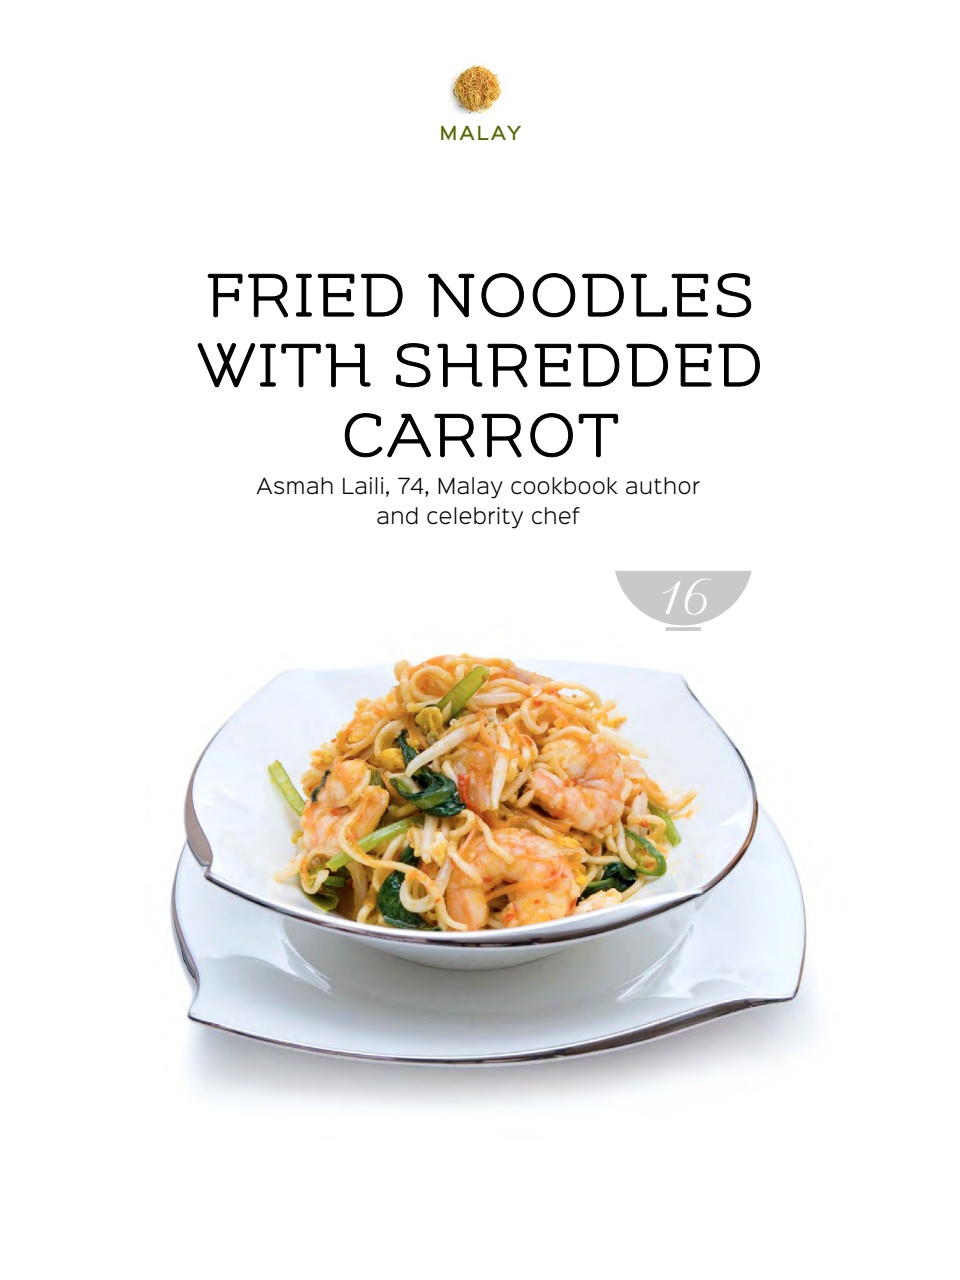 MALAY
FRIED NOODLES
WITH SHREDDED
CARROT
Asmah Laili, 74, Malay cookbook author
and celebrity chef
16